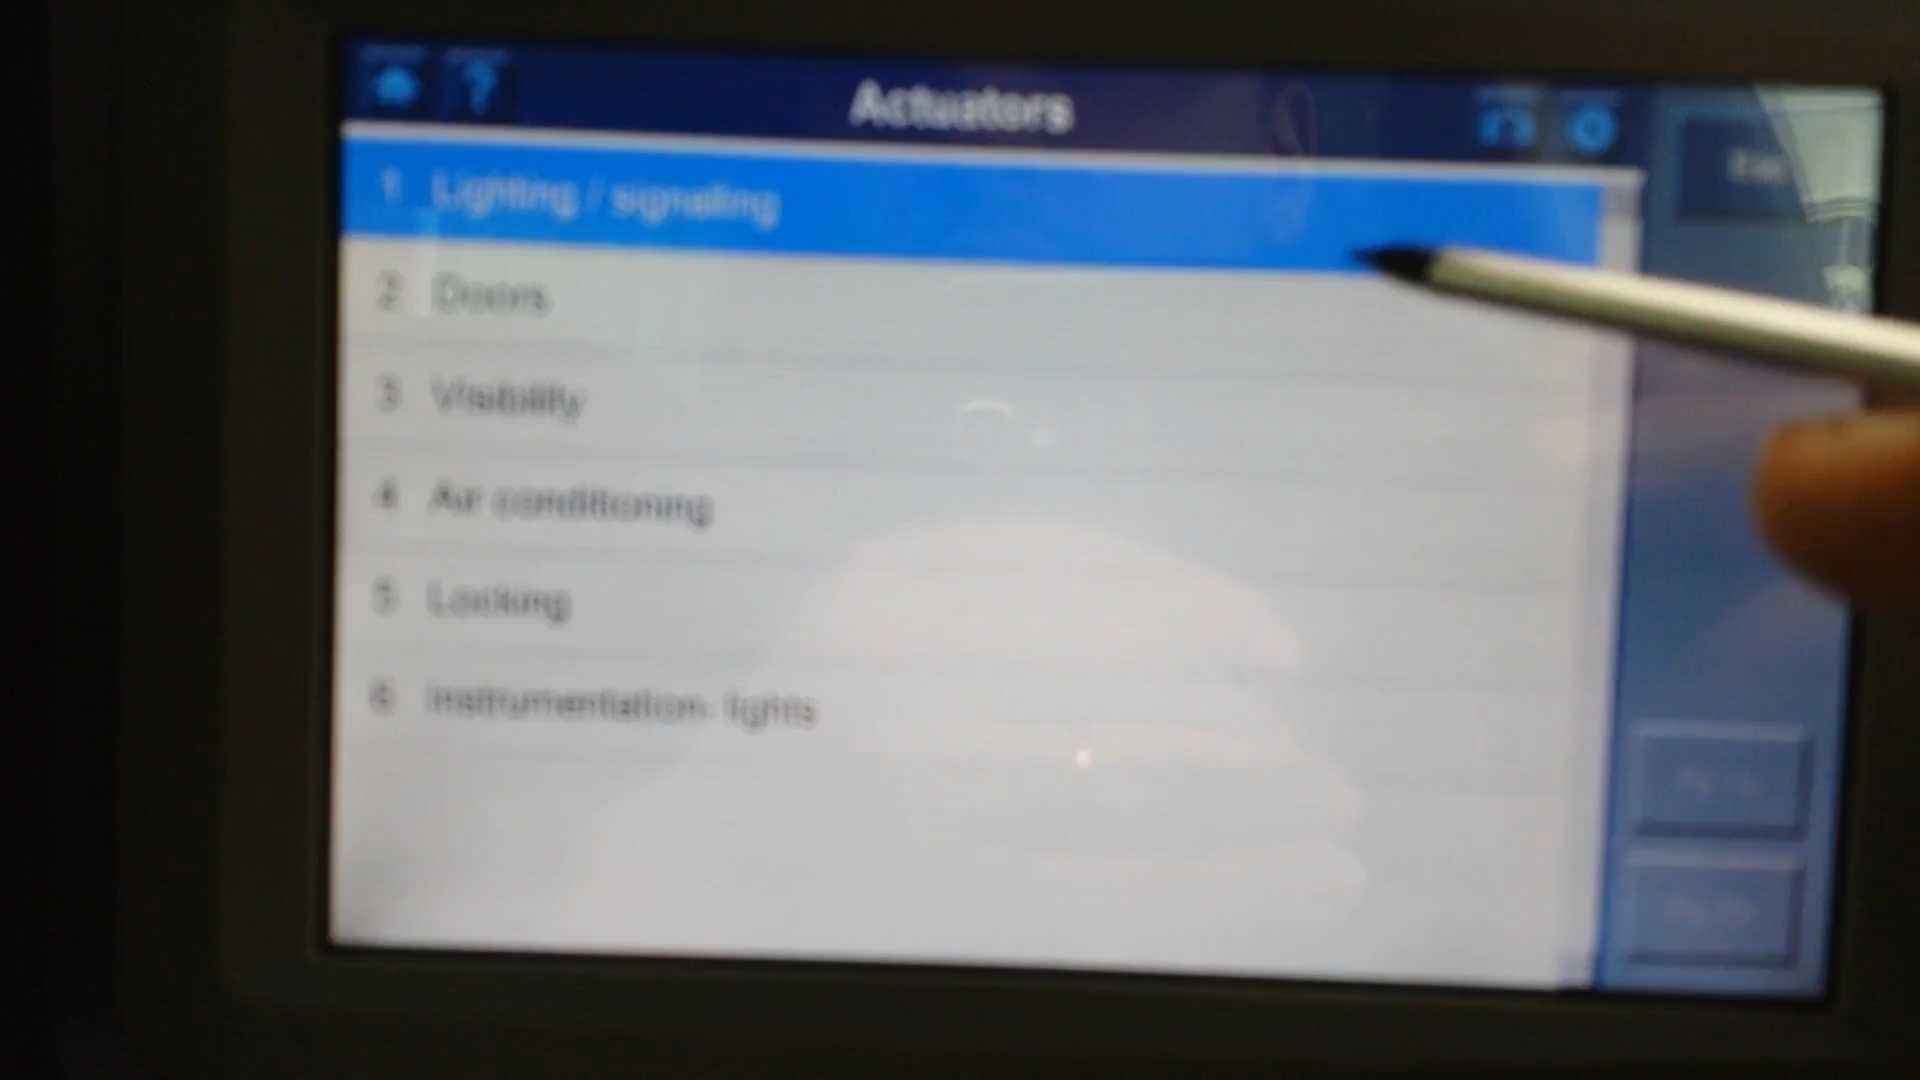 Actuators
1 Lighting / signaling
2 Doors
3 Visibility
4 Air conditioning
5 Locking
6 Instrumentation- lights